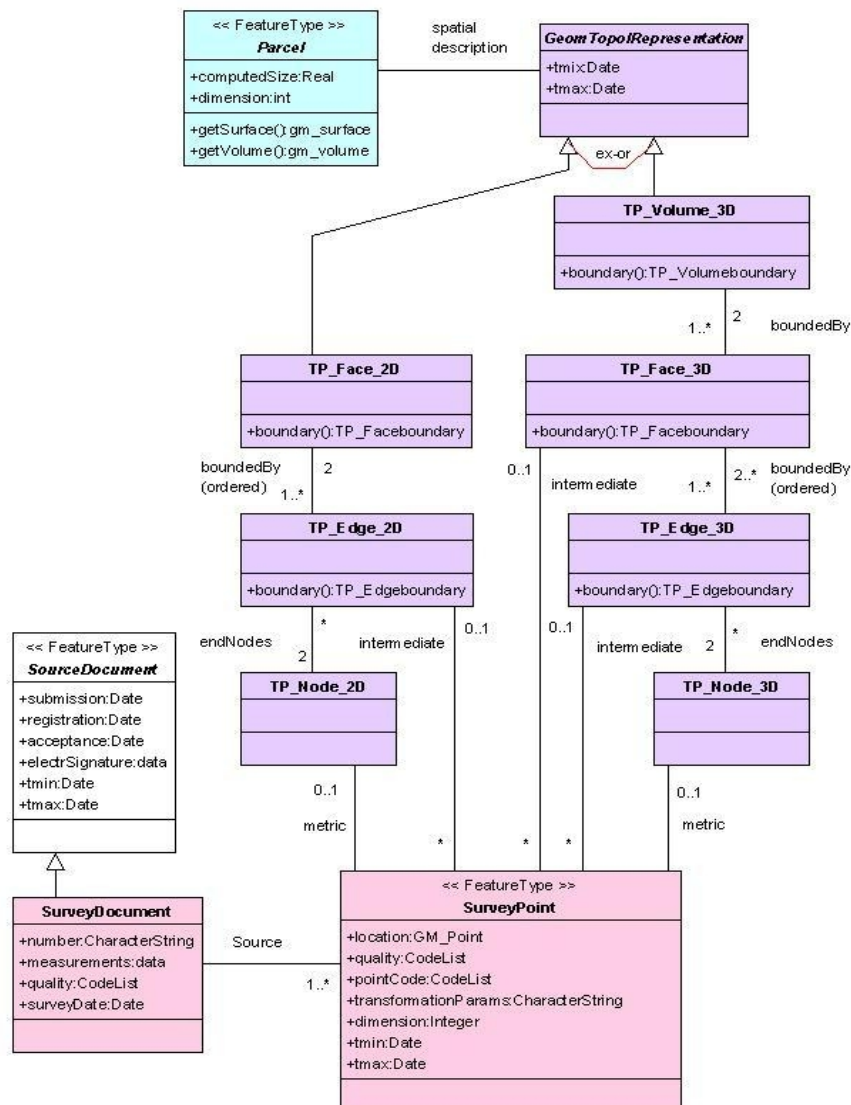 << FeatureType >>
Parcel
+computedSize:Real
+dimension:int
+getSurface():gm_surface
+getVolume():gm_volume
spatial
description
GeomTopolRepresentation
+tmix:Date
+tmax:Date
ex-or
TP_Volume_3D
+boundary():TP_Volumeboundary
1..*
2
boundedBy
TP_Face_2D
+boundary():TP_Faceboundary
TP_Face_3D
+boundary():TP_Faceboundary
boundedBy
(ordered)
2
1..*
0..1
intermediate
2..*
1..*
boundedBy
(ordered)
TP_Edge_2D
+boundary():TP_Edgeboundary
TP_Edge_3D
+boundary():TP_Edgeboundary
endNodes
*
2
intermediate
0..1
0..1
intermediate
*
2
endNodes
TP_Node_2D
TP_Node_3D
<< FeatureType >>
SourceDocument
+submission:Date
+registration:Date
+acceptance:Date
+electrSignature:data
+tmin:Date
+tmax:Date
0..1
metric
*
*
*
0..1
metric
SurveyDocument
+number:CharacterString
+measurements:data
+quality:CodeList
+surveyDate:Date
Source
1..*
<< FeatureType >>
SurveyPoint
+location:GM_Point
+quality:CodeList
+pointCode:CodeList
+transformationParams:CharacterString
+dimension:Integer
+tmin:Date
+tmax:Date